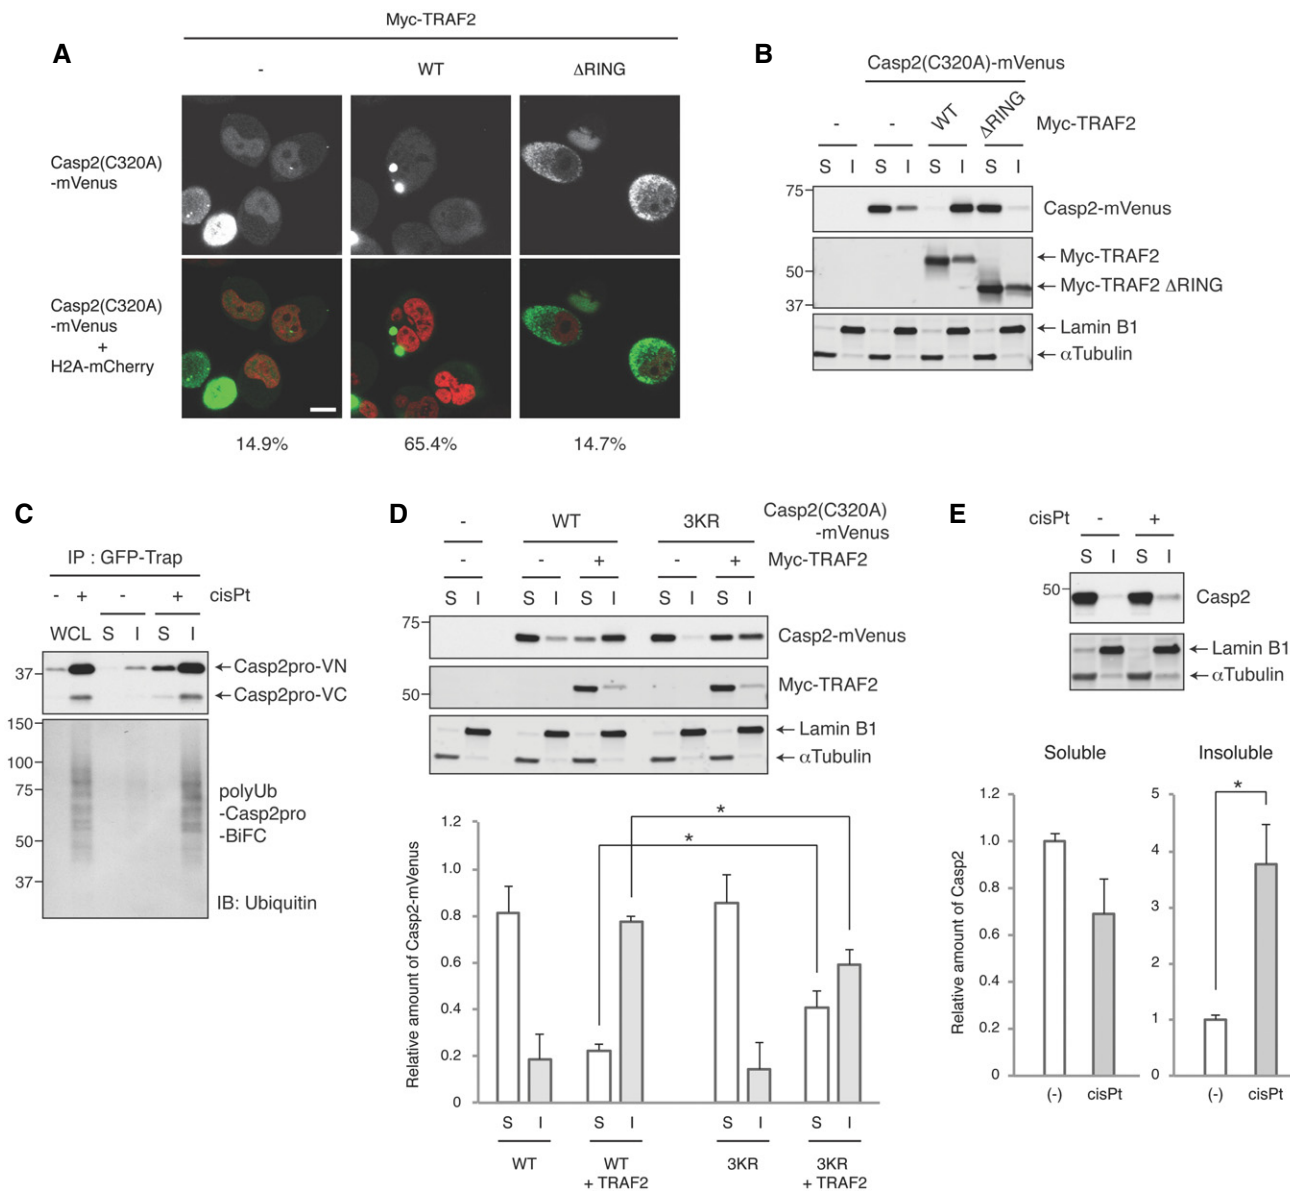 A
Myc-TRAF2
- WT ΔRING
Casp2(C320A)
-mVenus
Casp2(C320A)
-mVenus
+
H2A-mCherry
14.9% 65.4% 14.7%
B
Casp2(C320A)-mVenus
- - WT ΔRING Myc-TRAF2
S I S I S I S I
75
Casp2-mVenus
50
37
←Myc-TRAF2
←Myc-TRAF2 ΔRING
←Lamin B1
←αTubulin
C
IP : GFP-Trap
- + - + cisPt
WCL S I S I
37
←Casp2pro-VN
←Casp2pro-VC
150
100
75
50
37
polyUb
-Casp2pro
-BiFC
IB: Ubiquitin
D
- WT 3KR Casp2(C320A)
-mVenus
- - + - + Myc-TRAF2
S I S I S I S I S I
75
Casp2-mVenus
50
Myc-TRAF2
←Lamin B1
←αTubulin
Relative amount of Casp2-mVenus
1.2
1.0
0.8
0.6
0.4
0.2
0
* *
S I S I S I S I
WT WT 3KR 3KR
+ TRAF2 + TRAF2
E
cisPt - +
S I S I
50
Casp2
←Lamin B1
←αTubulin
Soluble Insoluble
Relative amount of Casp2
1.2
1.0
0.8
0.6
0.4
0.2
0
(-) cisPt
5
4
3
2
1
0
*
(-) cisPt